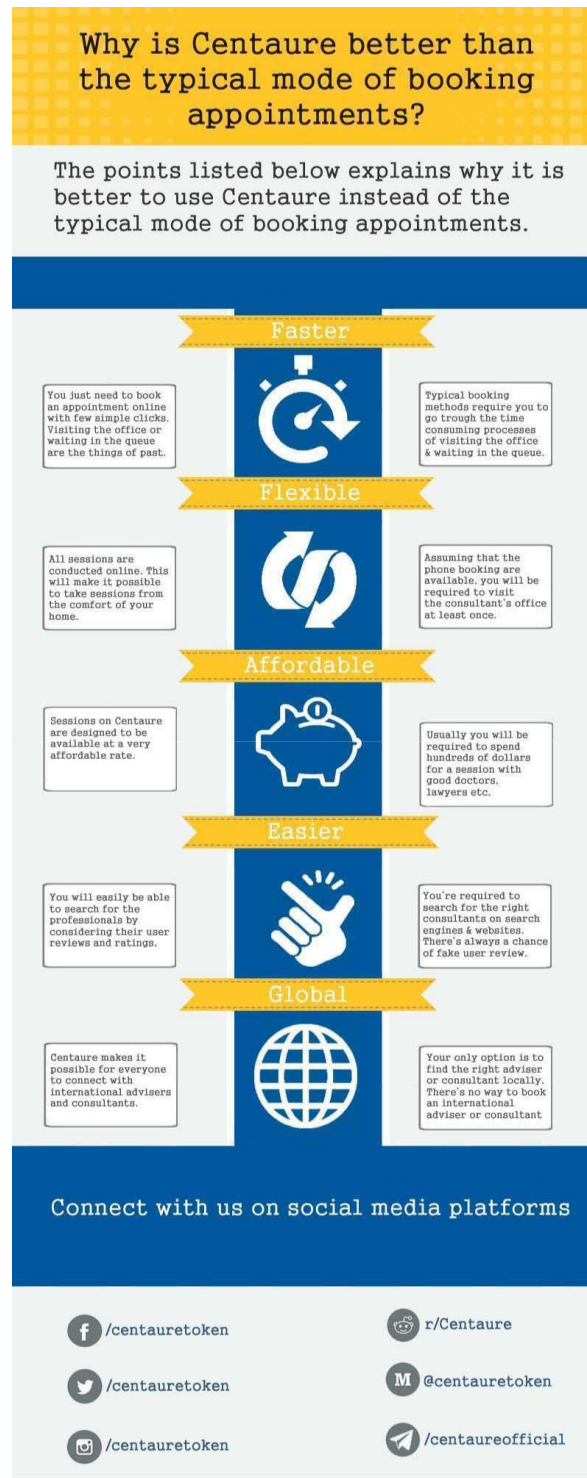 Why is Centaure better than
the typical mode of booking
appointments?
The points listed below explains why it is
better to use Centaure instead of the
typical mode of booking appointments.
Faster
You just need to book
an appointment online
with few simple clicks.
Visiting the office or
waiting in the queue
are the things of past.
Typical booking
methods require you to
go trough the time
consuming processes
of visiting the office
& waiting in the queue.
Flexible
All sessions are
conducted online. This
will make it possible
to take sessions from
the comfort of your
home.
Assuming that the
phone booking are
available, you will be
required to visit
the consultant's office
at least once.
Affordable
Sessions on Centaure
are designed to be
available at a very
affordable rate.
Usually you will be
required to spend
hundreds of dollars
for a session with
good doctors,
lawyers etc.
Easier
You will easily be able
to search for the
professionals by
considering their user
reviews and ratings.
You're required to
search for the right
consultants on search
engines & websites.
There's always a chance
of fake user review.
Global
Centaure makes it
possible for everyone
to connect with
international advisers
and consultants.
Your only option is to
find the right adviser
or consultant locally.
There's no way to book
an international
adviser or consultant
Connect with us on social media platforms
/centauretoken
r/Centaure
/centauretoken
@centauretoken
/centauretoken
/centaureofficial